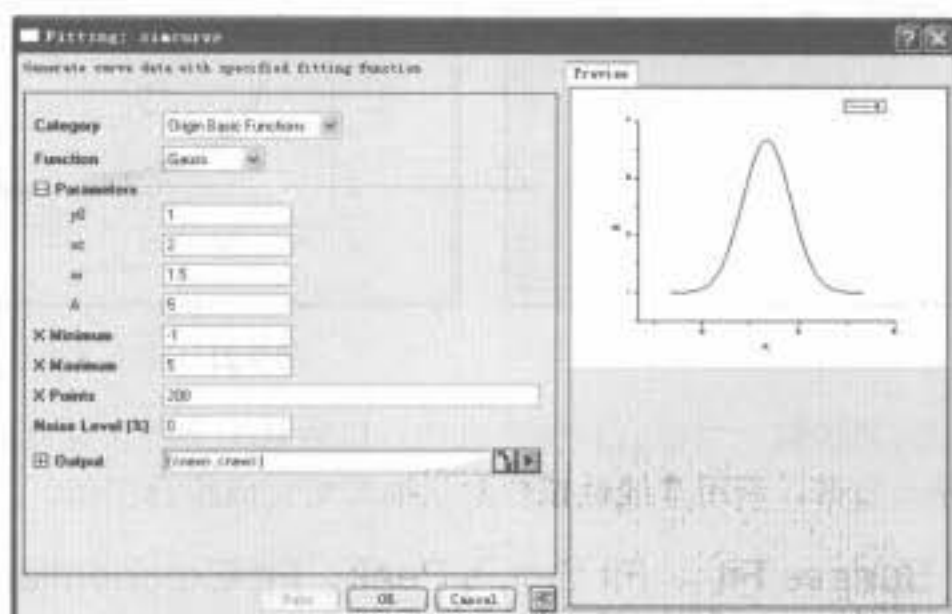 Fitting: simcurve
Generate curve data with specified fitting function
Category Origin Basic Functions
Function Gauss
Parameters
y0 1
xc 2
w 1.5
A
X Minimum -1
X Maximum 5
X Points 200
Noise Level [%] 0
Output
OK Cancel
Preview